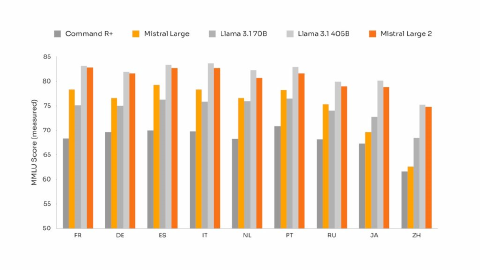 Command R+ Mistral Large Llama 3.1 70B Llama 3.1 405B Mistral Large 2
85
80
75
70
65
60
55
50
MMLU Score (measured)
FR DE ES IT NL PT RU JA ZH